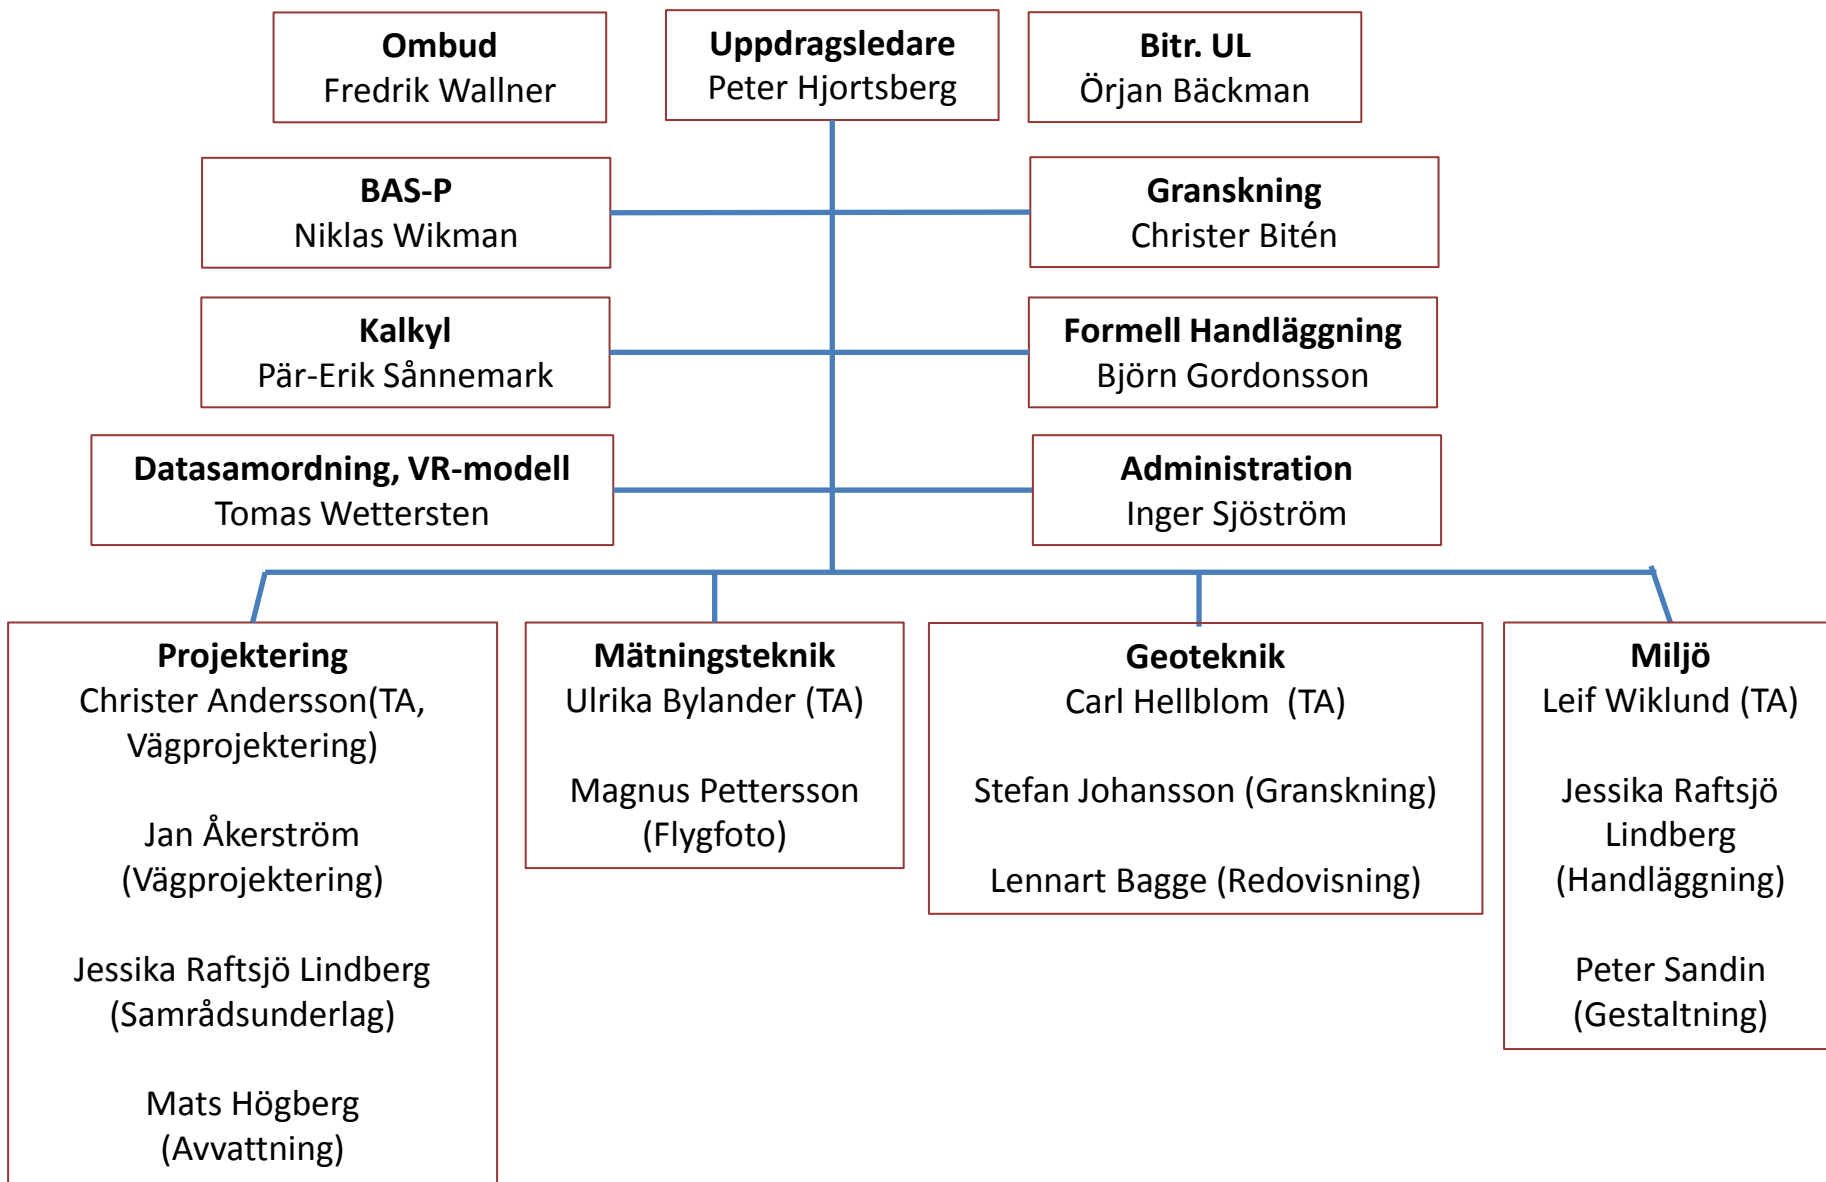 Ombud
Fredrik Wallner
Uppdragsledare
Peter Hjortsberg
Bitr. UL
Örjan Bäckman
BAS-P
Niklas Wikman
Granskning
Christer Bitén
Kalkyl
Pär-Erik Sånnemark
Formell Handläggning
Björn Gordonsson
Datasamordning, VR-modell
Tomas Wettersten
Administration
Inger Sjöström
Projektering
Christer Andersson(TA,
Vägprojektering)
Jan Åkerström
(Vägprojektering)
Jessika Raftsjö Lindberg
(Samrådsunderlag)
Mats Högberg
(Avvattning)
Mätningsteknik
Ulrika Bylander (TA)
Magnus Pettersson
(Flygfoto)
Geoteknik
Carl Hellblom  (TA)
Stefan Johansson (Granskning)
Lennart Bagge (Redovisning)
Miljö
Leif Wiklund (TA)
Jessika Raftsjö
Lindberg
(Handläggning)
Peter Sandin
(Gestaltning)